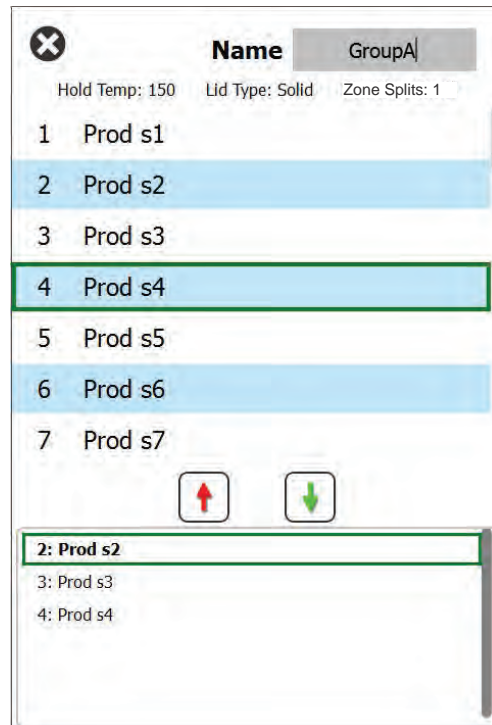 Name GroupA
Hold Temp: 150 Lid Type: Solid Zone Splits: 1
1 Prod s1
2 Prod s2
3 Prod s3
4 Prod s4
5 Prod s5
6 Prod s6
7 Prod s7
2: Prod s2
3: Prod s3
4: Prod s4